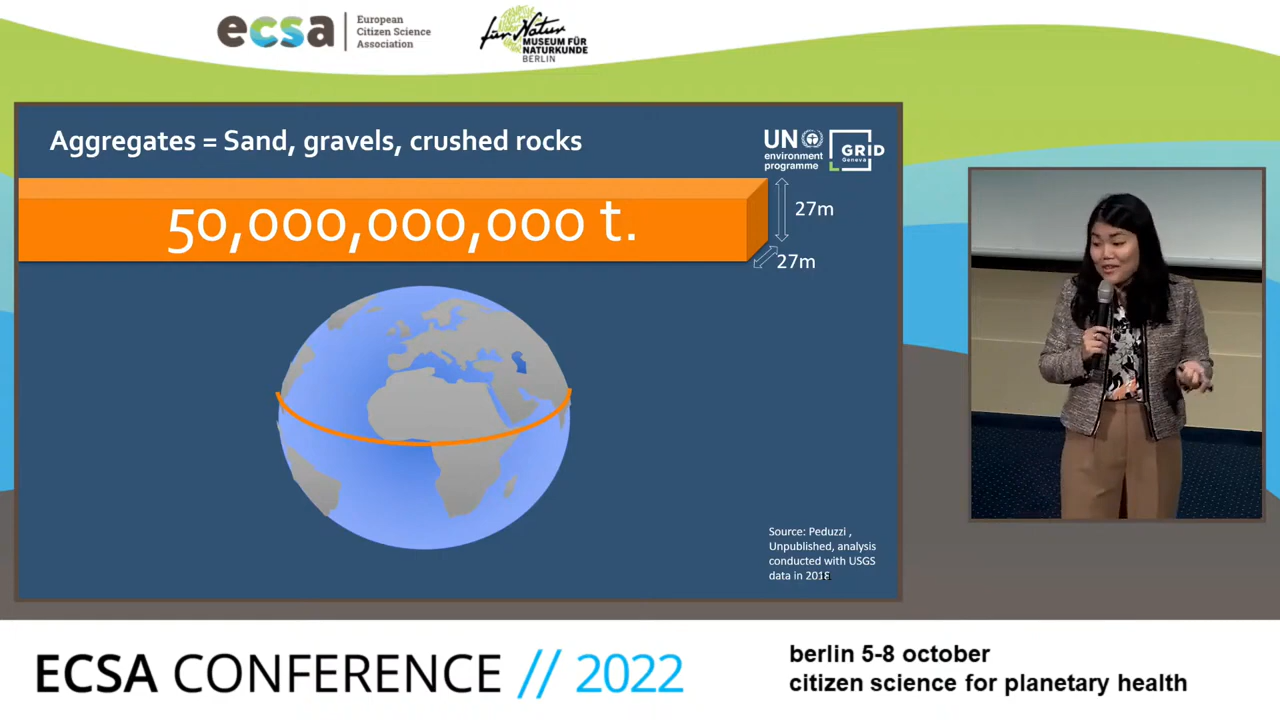 ecsa
European
Citizen Science
Association
für Natur
MUSEUM FÜR
NATURKUNDE
BERLIN
Aggregates = Sand, gravels, crushed rocks
UN
environment
programme
GRID
Geneva
50,000,000,000 t.
27m
27m
Source: Peduzzi ,
Unpublished, analysis
conducted with USGS
data in 2018
ECSA CONFERENCE // 2022
berlin 5-8 october
citizen science for planetary health